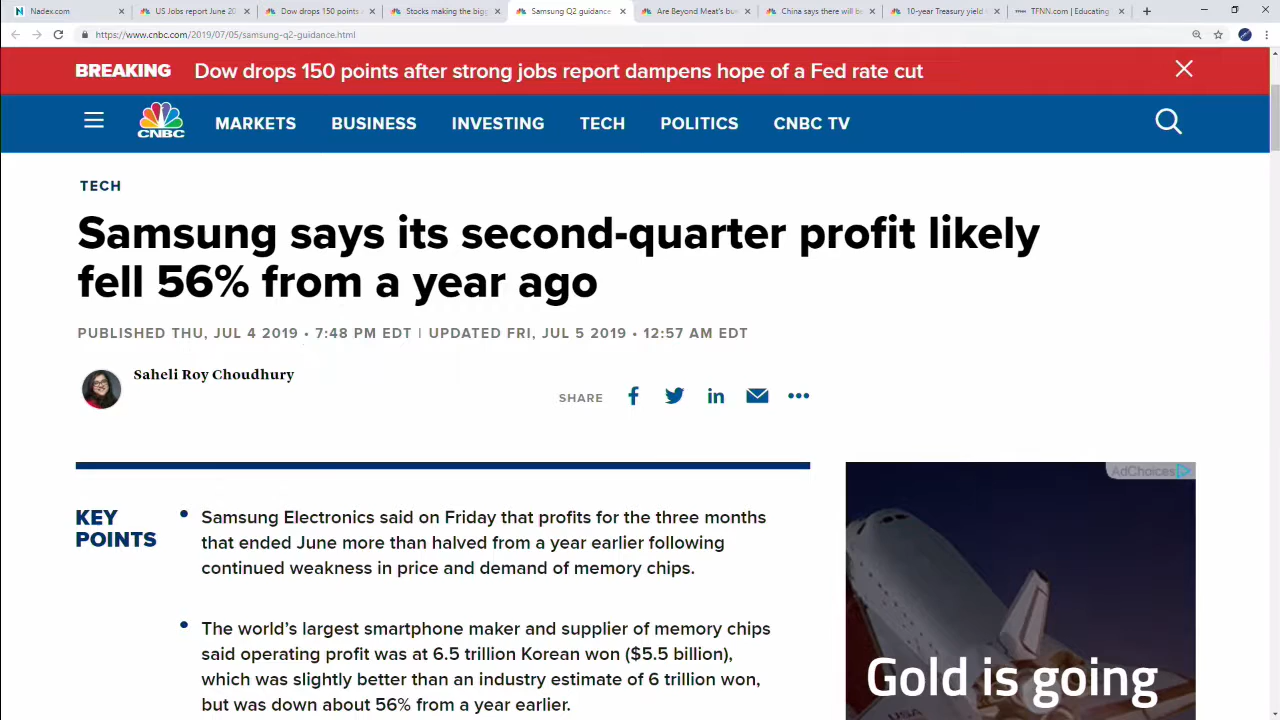 Nadex.com
US Jobs report June 20
Dow drops 150 points a
Stocks making the bigg
Samsung Q2 guidance
Are Beyond Meat's bu
China says there will be
10-year Treasury yield
TFNN.com | Educating
https://www.cnbc.com/2019/07/05/samsung-q2-guidance.html
BREAKING Dow drops 150 points after strong jobs report dampens hope of a Fed rate cut
CNBC MARKETS BUSINESS INVESTING TECH POLITICS CNBC TV
TECH
Samsung says its second-quarter profit likely
fell 56% from a year ago
PUBLISHED THU, JUL 4 2019 • 7:48 PM EDT | UPDATED FRI, JUL 5 2019 • 12:57 AM EDT
Saheli Roy Choudhury
SHARE
KEY
POINTS
• Samsung Electronics said on Friday that profits for the three months
that ended June more than halved from a year earlier following
continued weakness in price and demand of memory chips.
• The world's largest smartphone maker and supplier of memory chips
said operating profit was at 6.5 trillion Korean won ($5.5 billion),
which was slightly better than an industry estimate of 6 trillion won,
but was down about 56% from a year earlier.
AdChoices
Gold is going
USA